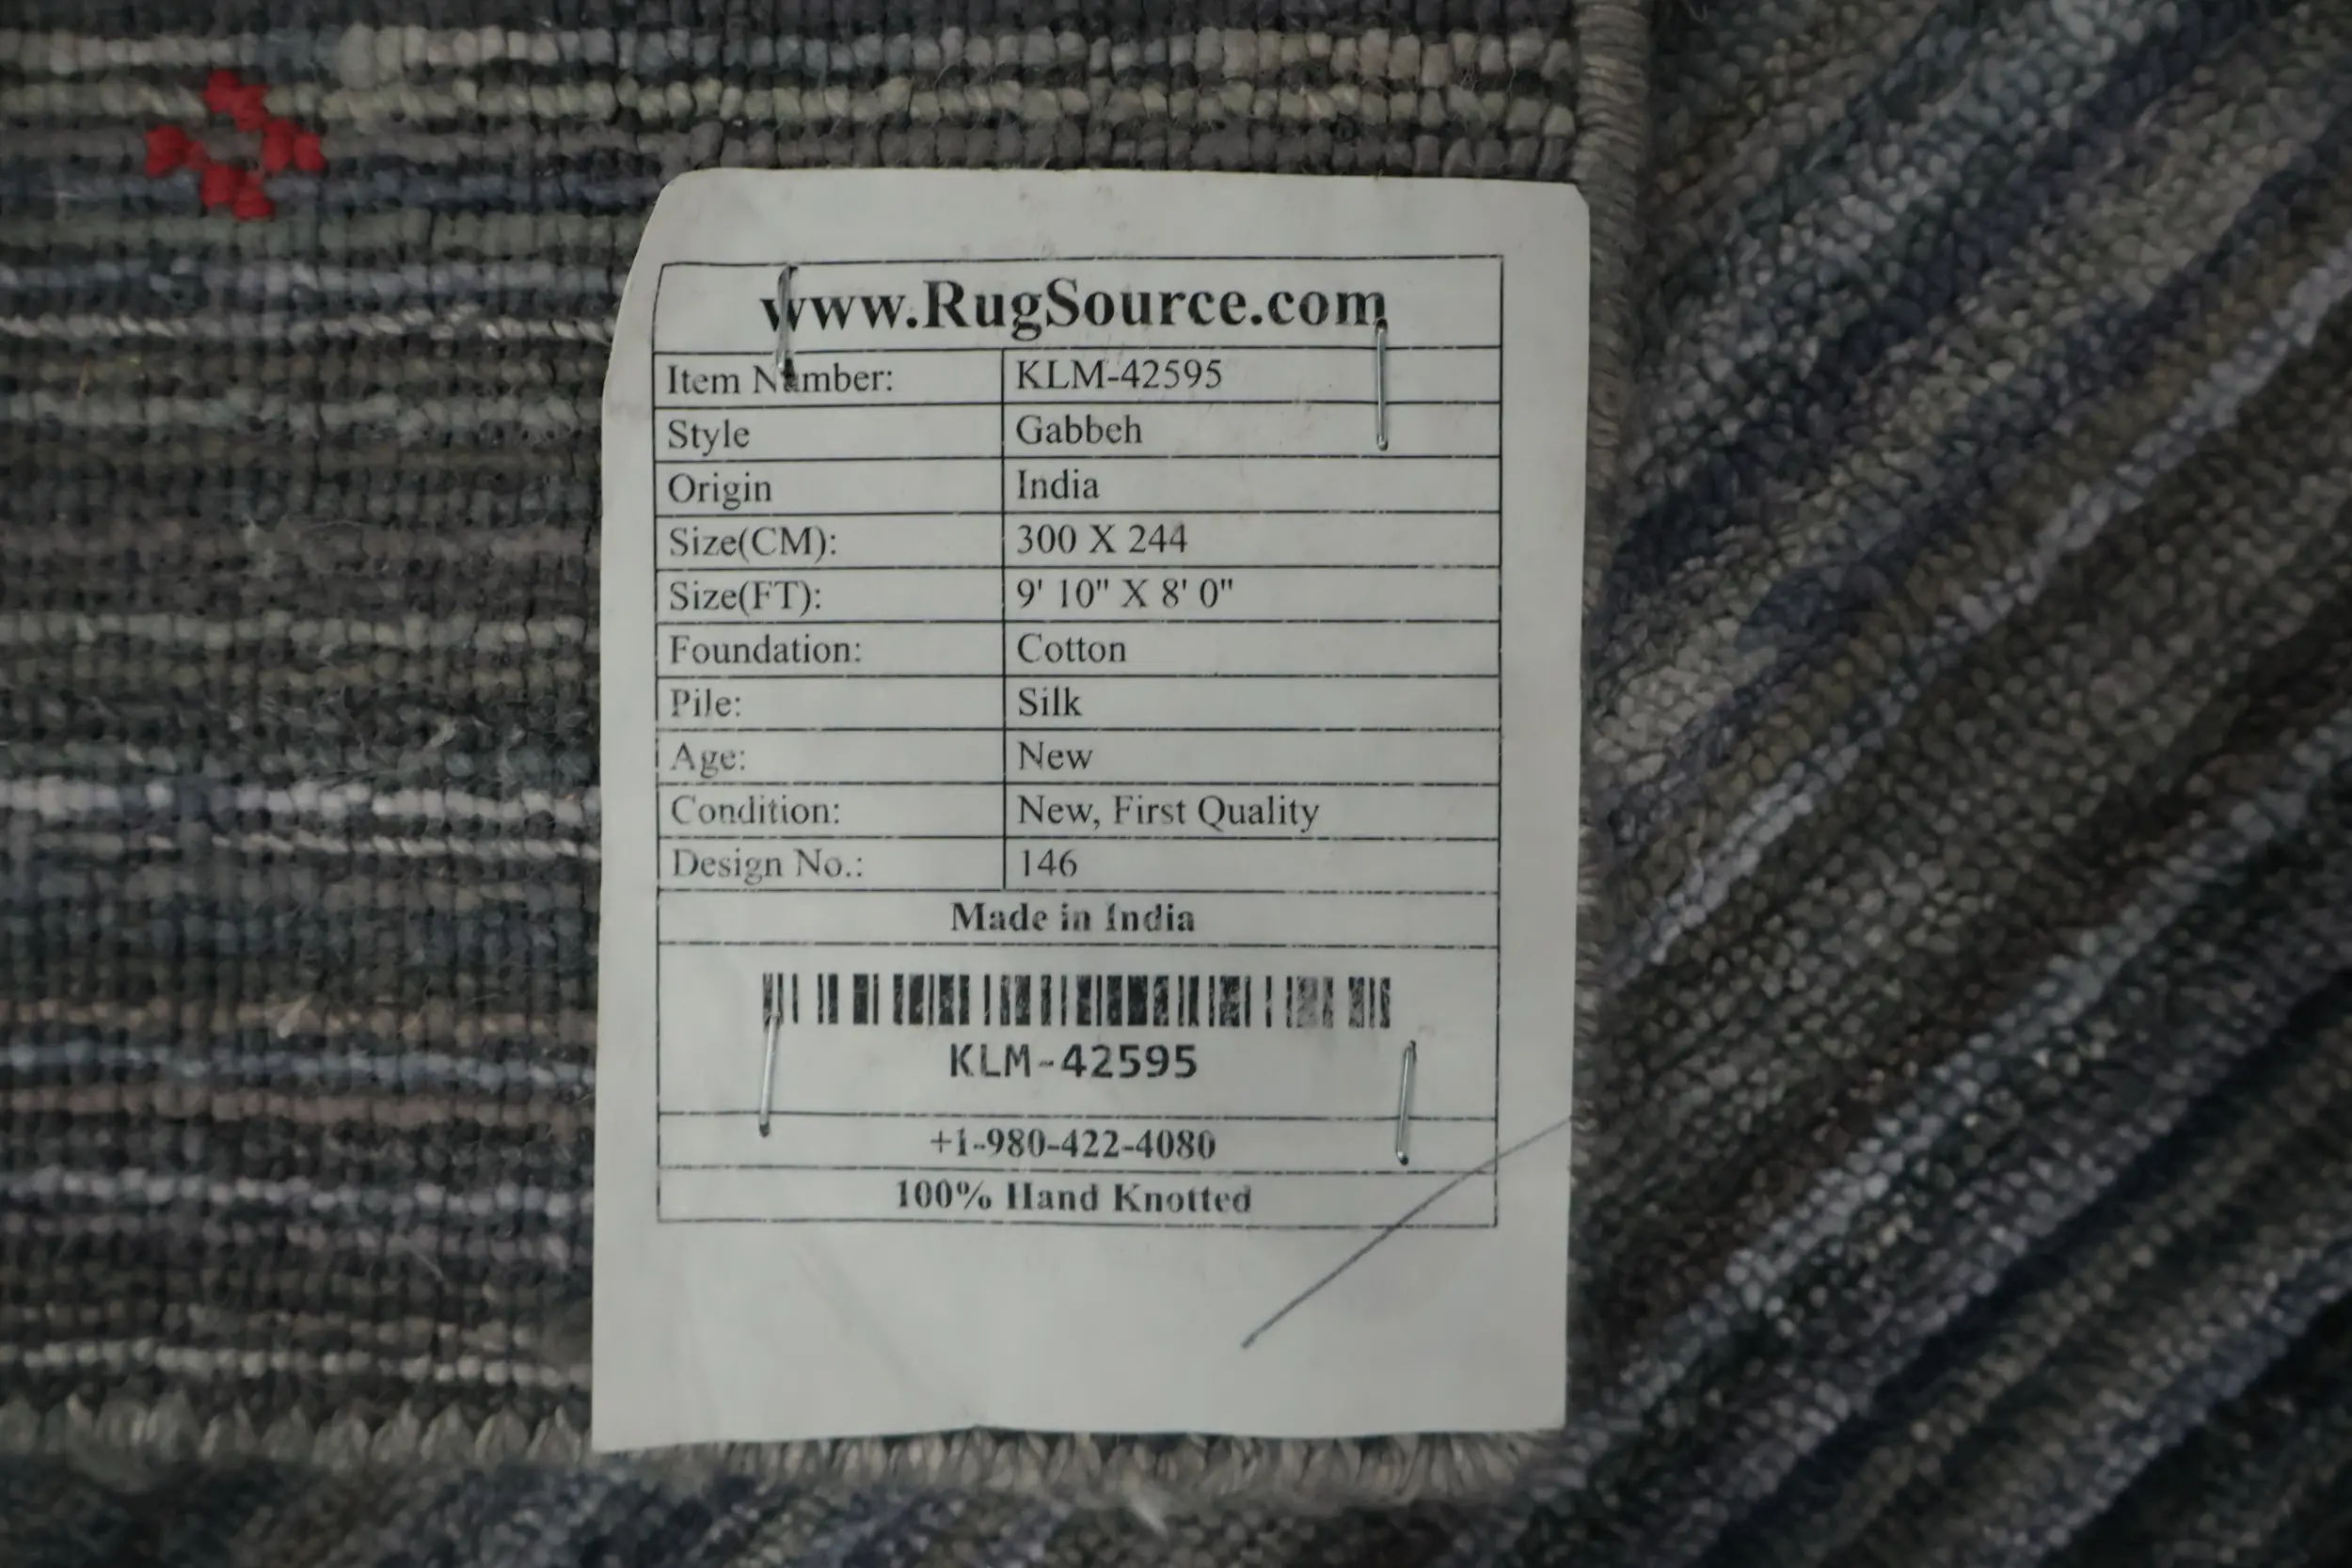 www.RugSource.com
Item Number: KLM-42595
Style Gabbeh
Origin India
Size(CM): 300 X 244
Size(FT): 9' 10" X 8' 0"
Foundation: Cotton
Pile: Silk
Age: New
Condition: New, First Quality
Design No.: 146
Made in India
KLM-42595
+1-980-422-4080
100% Hand Knotted